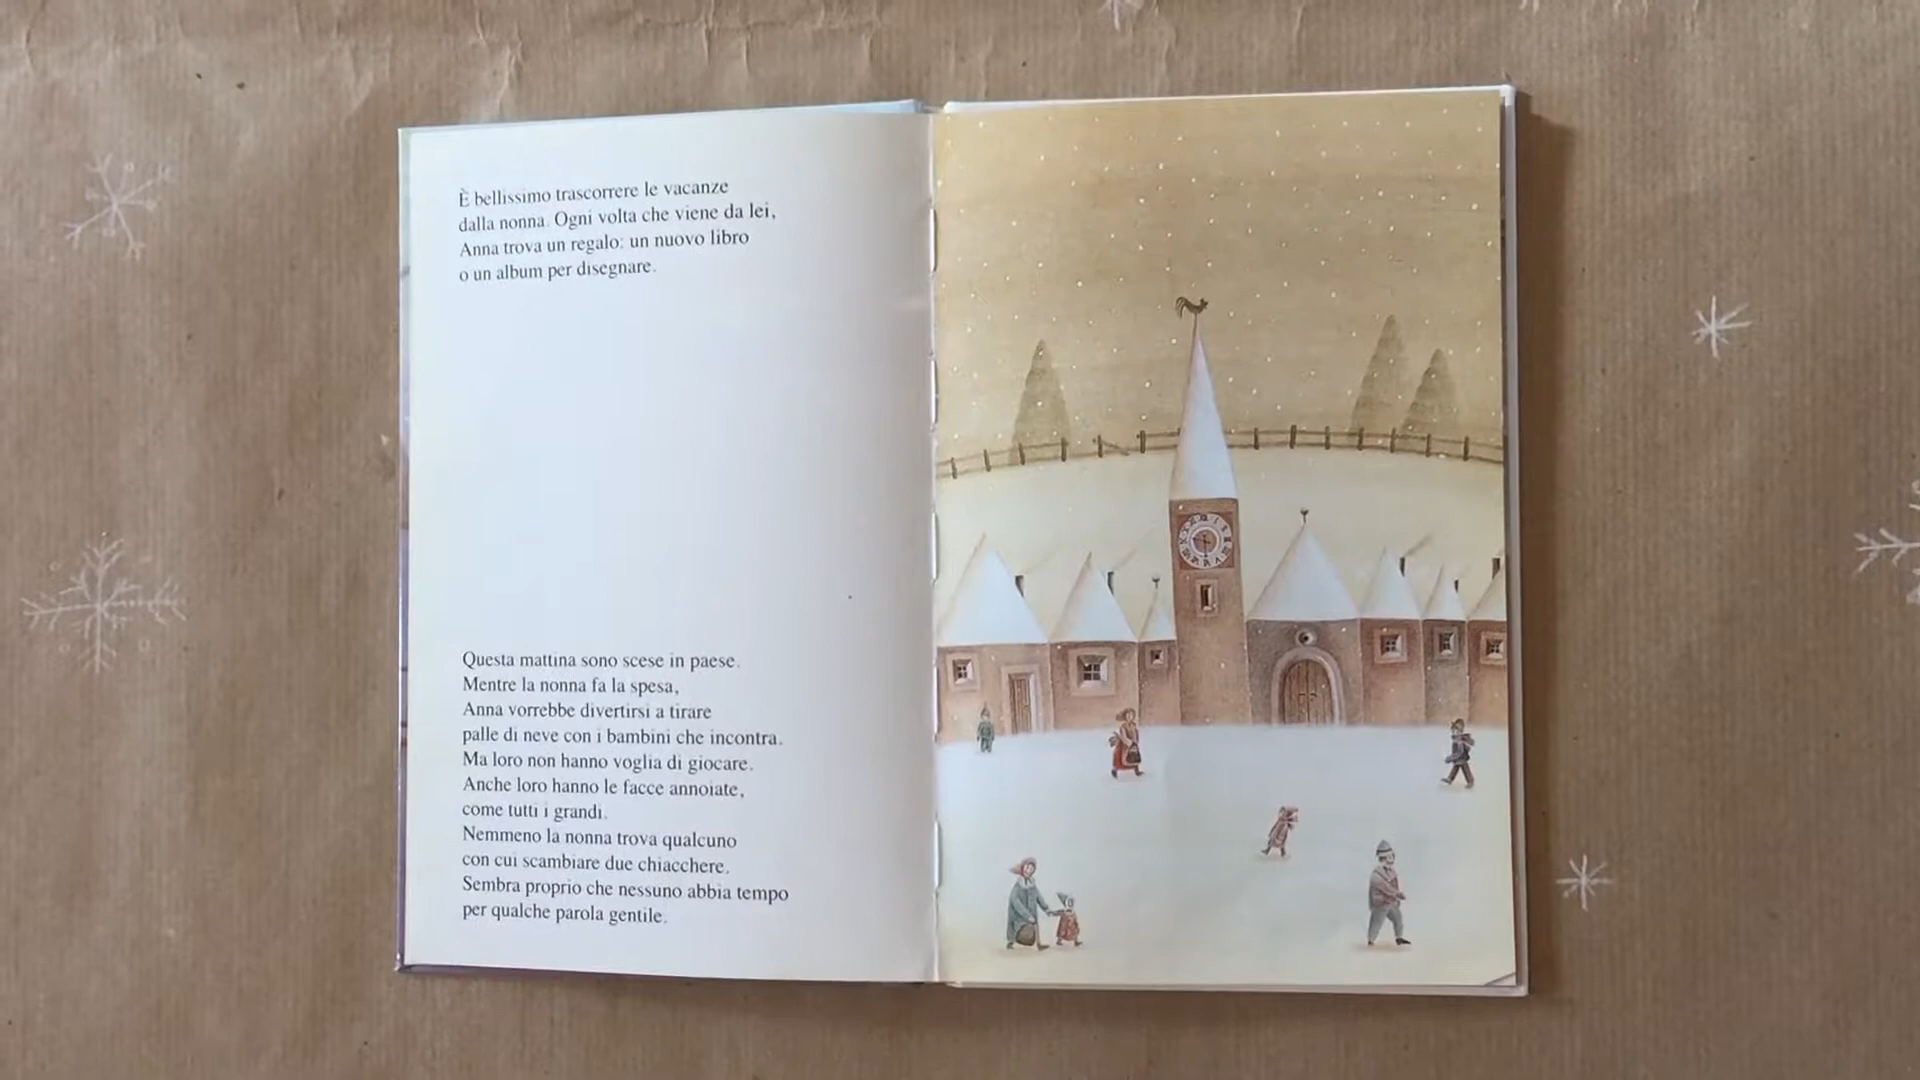 È bellissimo trascorrere le vacanze
dalla nonna. Ogni volta che viene da lei,
Anna trova un regalo: un nuovo libro
o un album per disegnare.
Questa mattina sono scese in paese.
Mentre la nonna fa la spesa,
Anna vorrebbe divertirsi a tirare
palle di neve con i bambini che incontra.
Ma loro non hanno voglia di giocare.
Anche loro hanno le facce annoiate,
come tutti i grandi.
Nemmeno la nonna trova qualcuno
con cui scambiare due chiacchere.
Sembra proprio che nessuno abbia tempo
per qualche parola gentile.